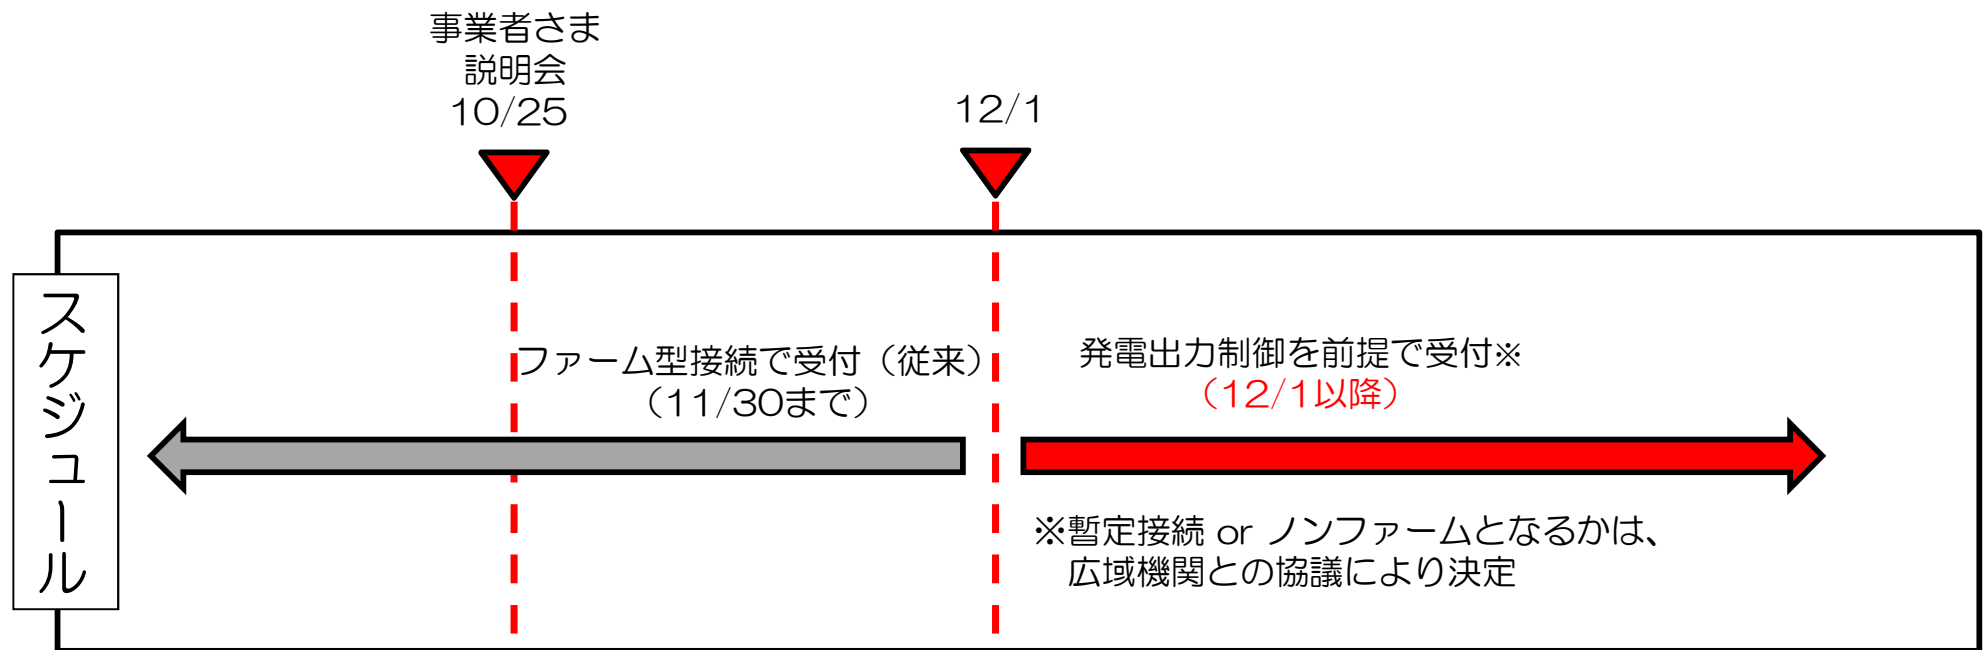 事業者さま
説明会
10/25
12/1
スケジュール
ファーム型接続で受付（従来）
（11/30まで）
発電出力制御を前提で受付※
（12/1以降）
※暫定接続 or ノンファームとなるかは、
広域機関との協議により決定